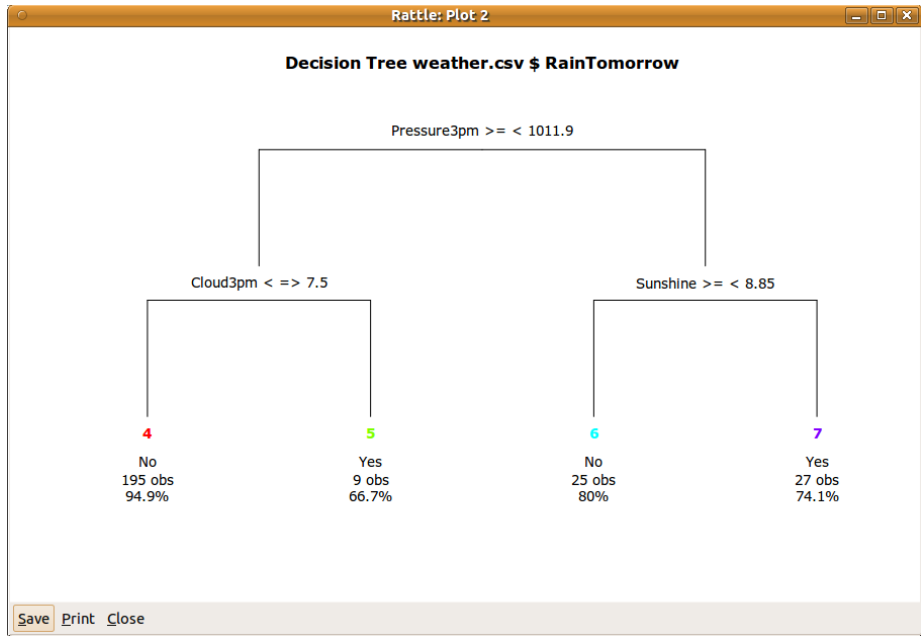 Rattle: Plot 2
Decision Tree weather.csv $ RainTomorrow
Pressure3pm >= < 1011.9
Cloud3pm < => 7.5
Sunshine >= < 8.85
4
5
6
7
No
Yes
No
Yes
195 obs
9 obs
25 obs
27 obs
94.9%
66.7%
80%
74.1%
Save Print Close